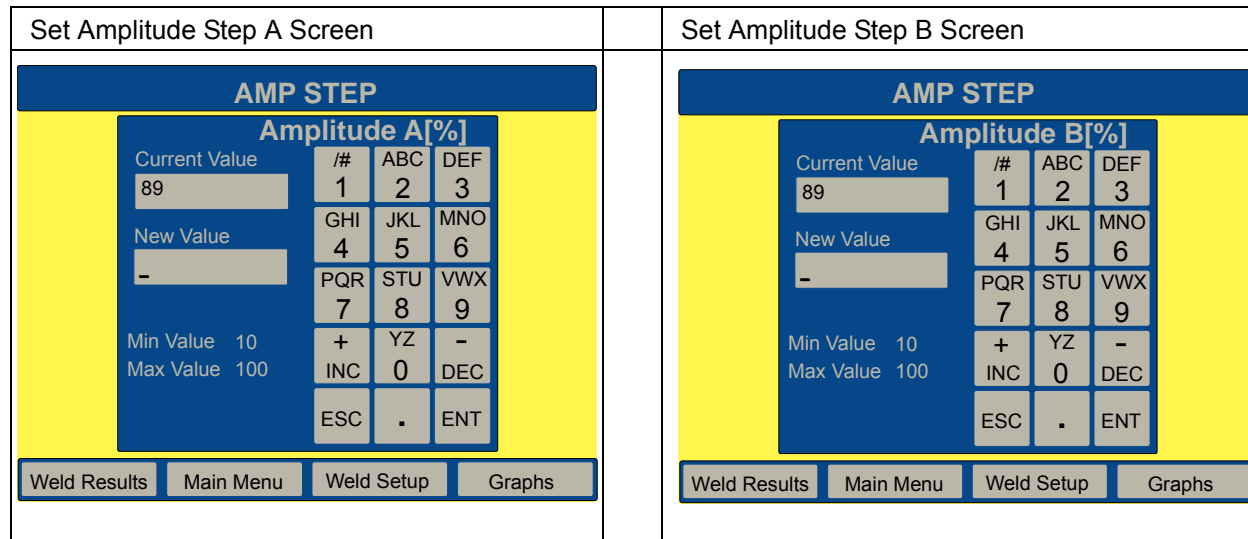 Set Amplitude Step A Screen
AMP STEP
Amplitude A[%]
Current Value
89
New Value
_
Min Value 10
Max Value 100
/# ABC DEF
1 2 3
GHI JKL MNO
4 5 6
PQR STU VWX
7 8 9
+ YZ -
INC 0 DEC
ESC . ENT
Weld Results Main Menu Weld Setup Graphs
Set Amplitude Step B Screen
AMP STEP
Amplitude B[%]
Current Value
89
New Value
_
Min Value 10
Max Value 100
/# ABC DEF
1 2 3
GHI JKL MNO
4 5 6
PQR STU VWX
7 8 9
+ YZ -
INC 0 DEC
ESC . ENT
Weld Results Main Menu Weld Setup Graphs